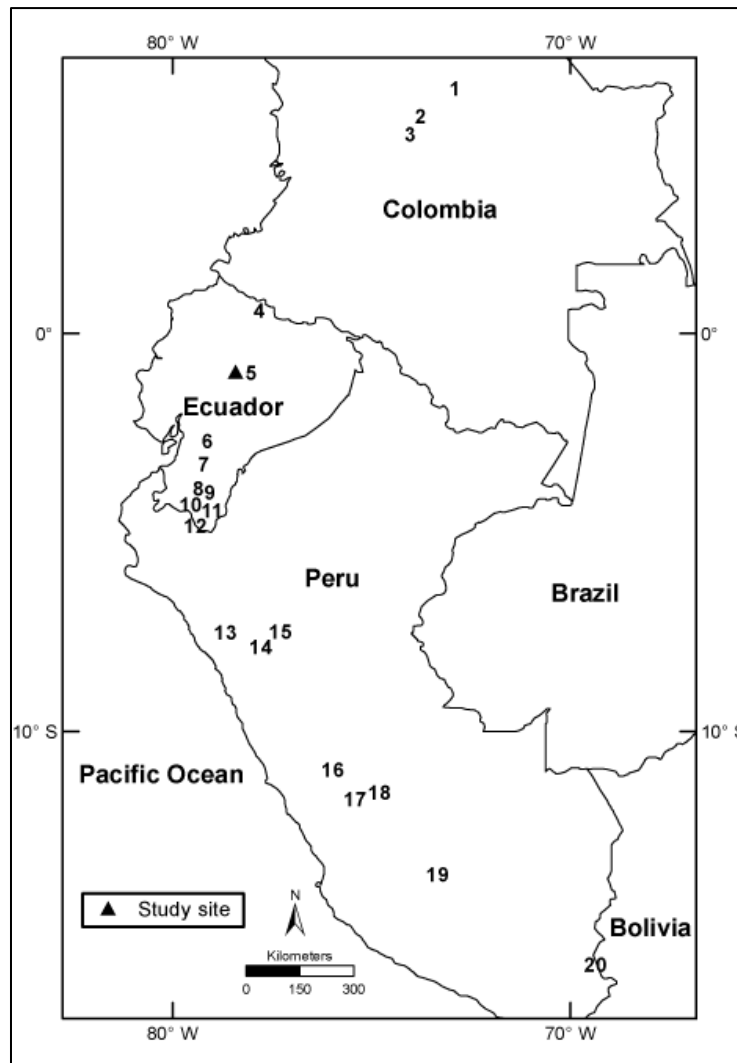 80° W 70° W
1
2
3
Colombia
4
0° 0°
5
Ecuador
6
7
8 9
10 11
12
Peru
Brazil
13 15
14
10° S 10° S
16
Pacific Ocean
17 18
19
Study site
N
Bolivia
Kilometers
20
0 150 300
80° W 70° W